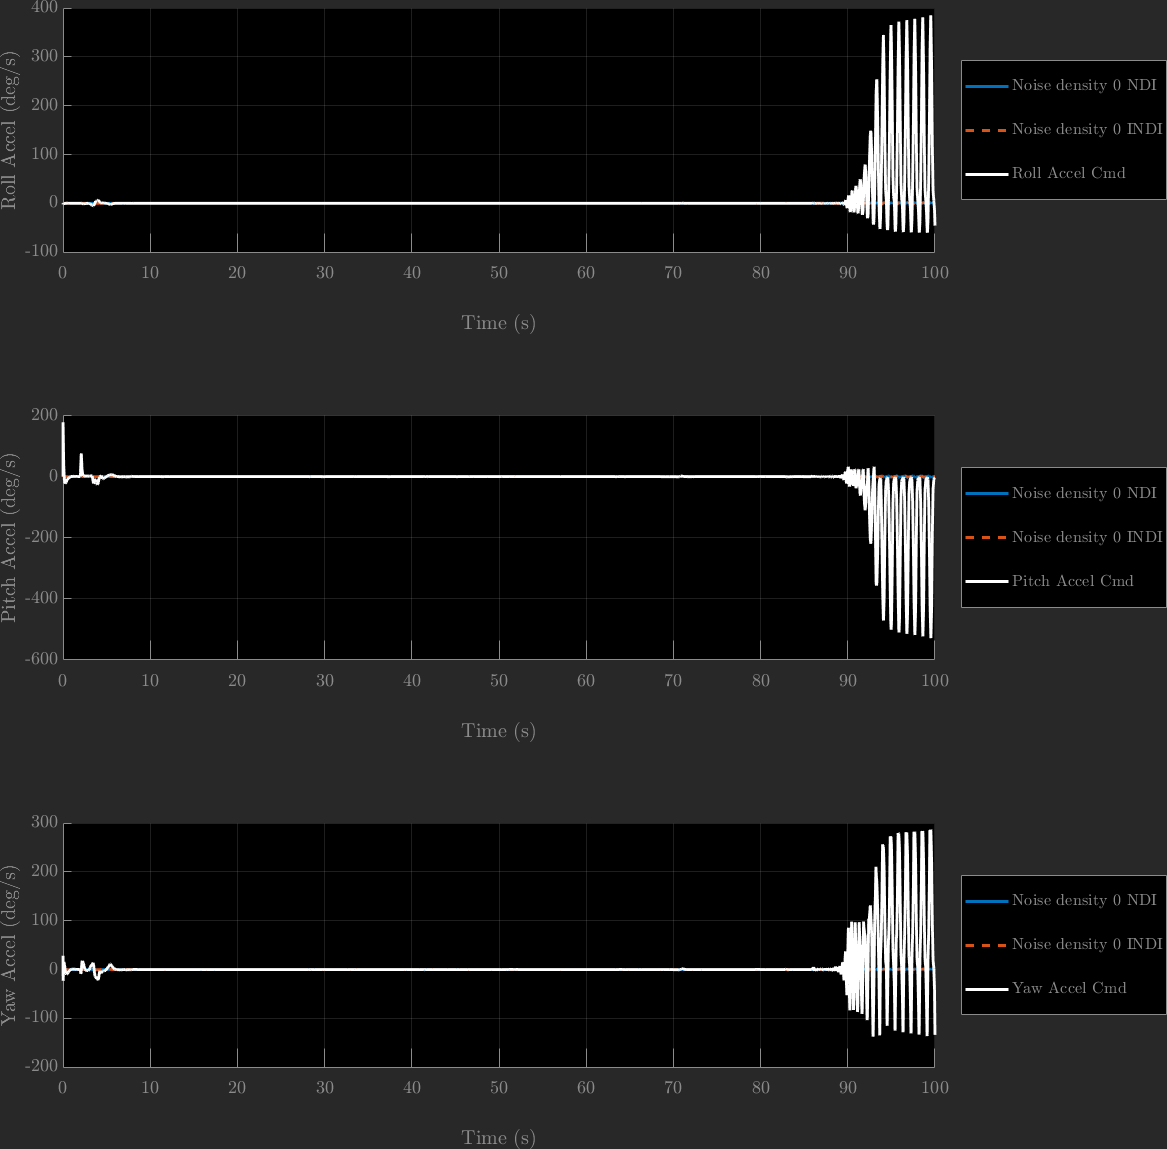 Roll Accel (deg/s)
400
300
200
100
0
-100
0 10 20 30 40 50 60 70 80 90 100
Time (s)
Noise density 0 NDI
Noise density 0 INDI
Roll Accel Cmd
Pitch Accel (deg/s)
200
0
-200
-400
-600
0 10 20 30 40 50 60 70 80 90 100
Time (s)
Noise density 0 NDI
Noise density 0 INDI
Pitch Accel Cmd
Yaw Accel (deg/s)
300
200
100
0
-100
-200
0 10 20 30 40 50 60 70 80 90 100
Time (s)
Noise density 0 NDI
Noise density 0 INDI
Yaw Accel Cmd